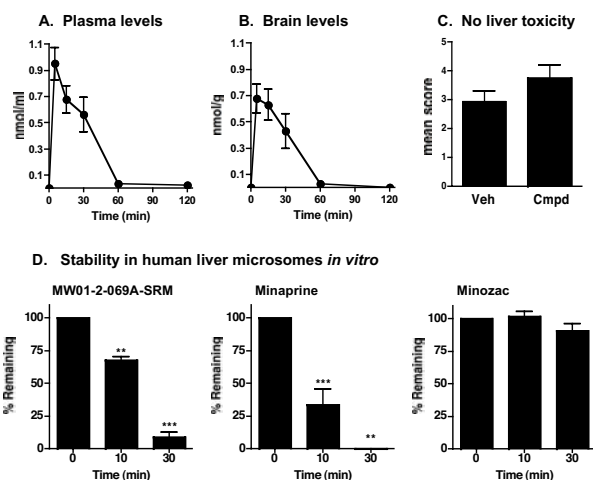 A. Plasma levels
B. Brain levels
C. No liver toxicity
nmol/ml
1.1
0.9
0.7
0.5
0.3
0.1
0 30 60 90 120
Time (min)
nmol/g
1.1
0.9
0.7
0.5
0.3
0.1
0 30 60 90 120
Time (min)
mean score
5
4
3
2
1
0
Veh Cmpd
D. Stability in human liver microsomes in vitro
MW01-2-069A-SRM
% Remaining
100
75
50
25
0
**
***
0 10 30
Time (min)
Minaprine
% Remaining
100
75
50
25
0
***
**
0 10 30
Time (min)
Minozac
% Remaining
100
75
50
25
0
0 10 30
Time (min)